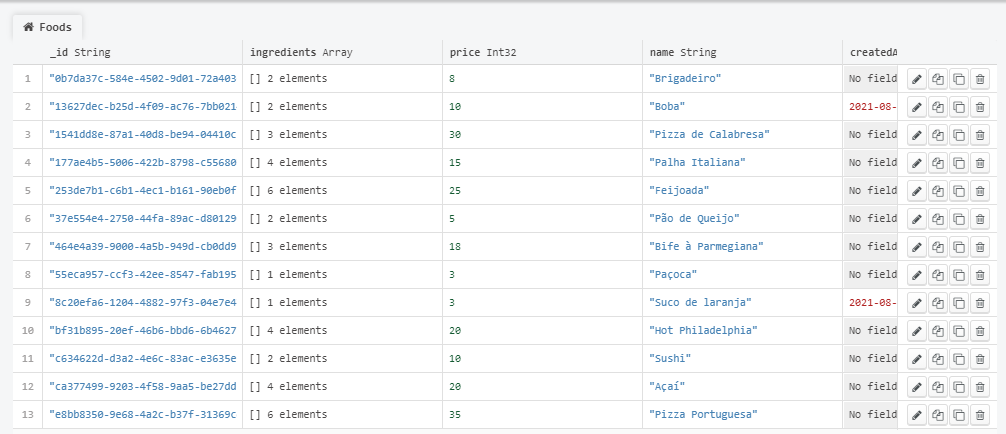 Foods
_id String ingredients Array price Int32 name String createdA
1 "0b7da37c-584e-4502-9d01-72a403 [] 2 elements 8 "Brigadeiro" No field
2 "13627dec-b25d-4f09-ac76-7bb021 [] 2 elements 10 "Boba" 2021-08-
3 "1541dd8e-87a1-40d8-be94-04410c [] 3 elements 30 "Pizza de Calabresa" No field
4 "177ae4b5-5006-422b-8798-c55680 [] 4 elements 15 "Palha Italiana" No field
5 "253de7b1-c6b1-4ec1-b161-90eb0f [] 6 elements 25 "Feijoada" No field
6 "37e554e4-2750-44fa-89ac-d80129 [] 2 elements 5 "Pão de Queijo" No field
7 "464e4a39-9000-4a5b-949d-cb0dd9 [] 3 elements 18 "Bife à Parmegiana" No field
8 "55eca957-ccf3-42ee-8547-fab195 [] 1 elements 3 "Paçoca" No field
9 "8c20efa6-1204-4882-97f3-04e7e4 [] 1 elements 3 "Suco de laranja" 2021-08-
10 "bf31b895-20ef-46b6-bbd6-6b4627 [] 4 elements 20 "Hot Philadelphia" No field
11 "c634622d-d3a2-4e6c-83ac-e3635e [] 2 elements 10 "Sushi" No field
12 "ca377499-9203-4f58-9aa5-be27dd [] 4 elements 20 "Açaí" No field
13 "e8bb8350-9e68-4a2c-b37f-31369c [] 6 elements 35 "Pizza Portuguesa" No field